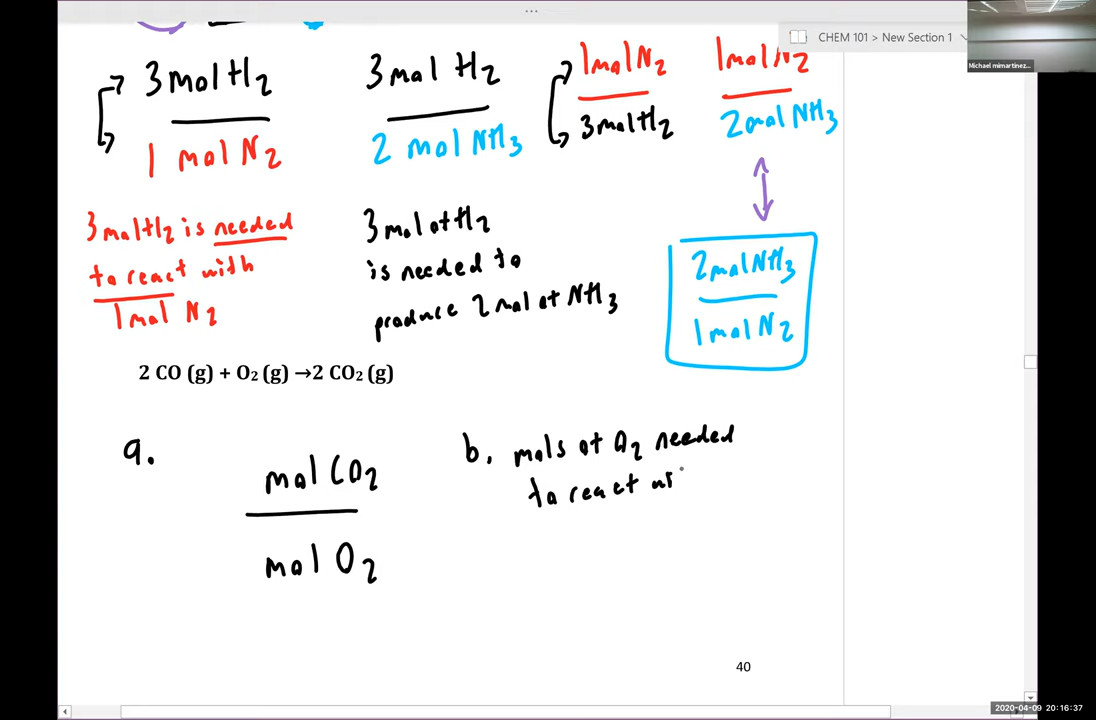 CHEM 101 > New Section 1
Michael mimartinez...
3 mol H2
1 mol N2
3 mol H2
2 mol NH3
1 mol N2
3 mol H2
1 mol N2
2 mol NH3
3 mol H2 is needed
to react with
1 mol N2
3 mol of H2
is needed to
produce 2 mol of NH3
2 mol NH3
1 mol N2
2 CO (g) + O₂ (g) →2 CO₂ (g)
a.
mol CO2
mol O2
b. mols of O2 needed
to react wi
40
2020-04-09 20:16:37